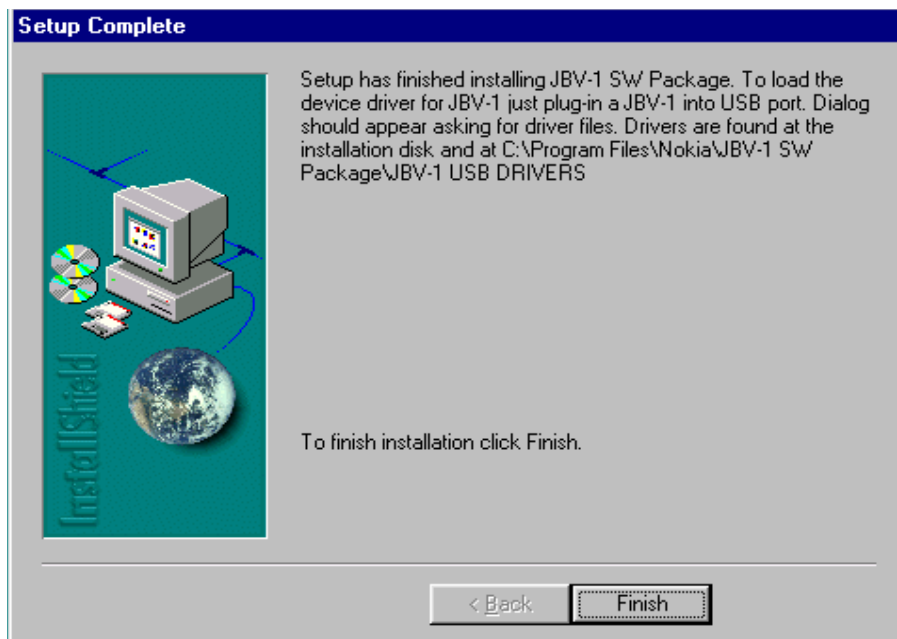 Setup Complete
Setup has finished installing JBV-1 SW Package. To load the
device driver for JBV-1 just plug-in a JBV-1 into USB port. Dialog
should appear asking for driver files. Drivers are found at the
installation disk and at C:\Program Files\Nokia\JBV-1 SW
Package\JBV-1 USB DRIVERS
InstallShield
To finish installation click Finish.
< Back
Finish